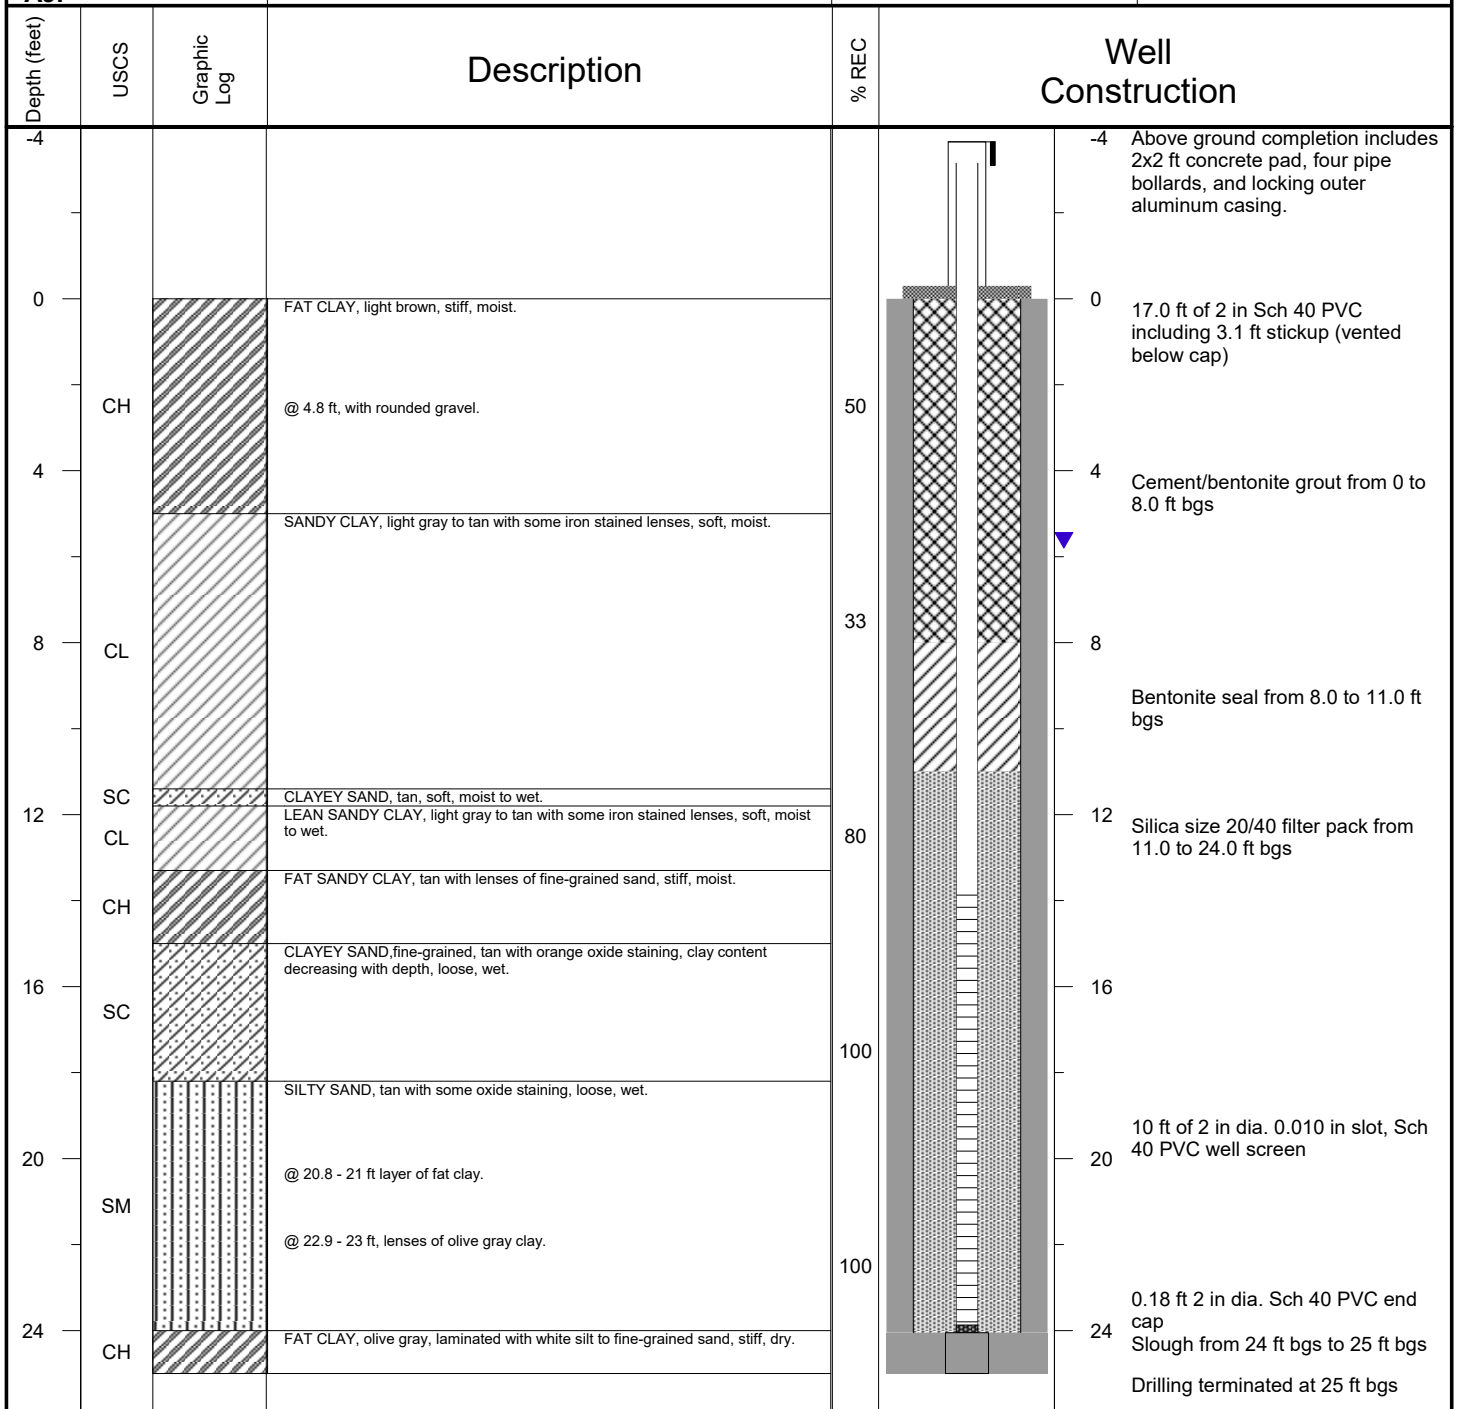 Depth (feet)
USCS
Graphic
Log
Description
% REC
Well
Construction
-4
-4
Above ground completion includes
2x2 ft concrete pad, four pipe
bollards, and locking outer
aluminum casing.
0
FAT CLAY, light brown, stiff, moist.
0
17.0 ft of 2 in Sch 40 PVC
including 3.1 ft stickup (vented
below cap)
CH
@ 4.8 ft, with rounded gravel.
50
4
4
Cement/bentonite grout from 0 to
8.0 ft bgs
SANDY CLAY, light gray to tan with some iron stained lenses, soft, moist.
33
8
CL
8
Bentonite seal from 8.0 to 11.0 ft
bgs
SC
CLAYEY SAND, tan, soft, moist to wet.
12
LEAN SANDY CLAY, light gray to tan with some iron stained lenses, soft, moist
to wet.
CL
80
12
Silica size 20/40 filter pack from
11.0 to 24.0 ft bgs
FAT SANDY CLAY, tan with lenses of fine-grained sand, stiff, moist.
CH
CLAYEY SAND,fine-grained, tan with orange oxide staining, clay content
decreasing with depth, loose, wet.
16
16
SC
100
SILTY SAND, tan with some oxide staining, loose, wet.
10 ft of 2 in dia. 0.010 in slot, Sch
40 PVC well screen
20
20
@ 20.8 - 21 ft layer of fat clay.
SM
@ 22.9 - 23 ft, lenses of olive gray clay.
100
0.18 ft 2 in dia. Sch 40 PVC end
cap
24
24
FAT CLAY, olive gray, laminated with white silt to fine-grained sand, stiff, dry.
Slough from 24 ft bgs to 25 ft bgs
CH
Drilling terminated at 25 ft bgs